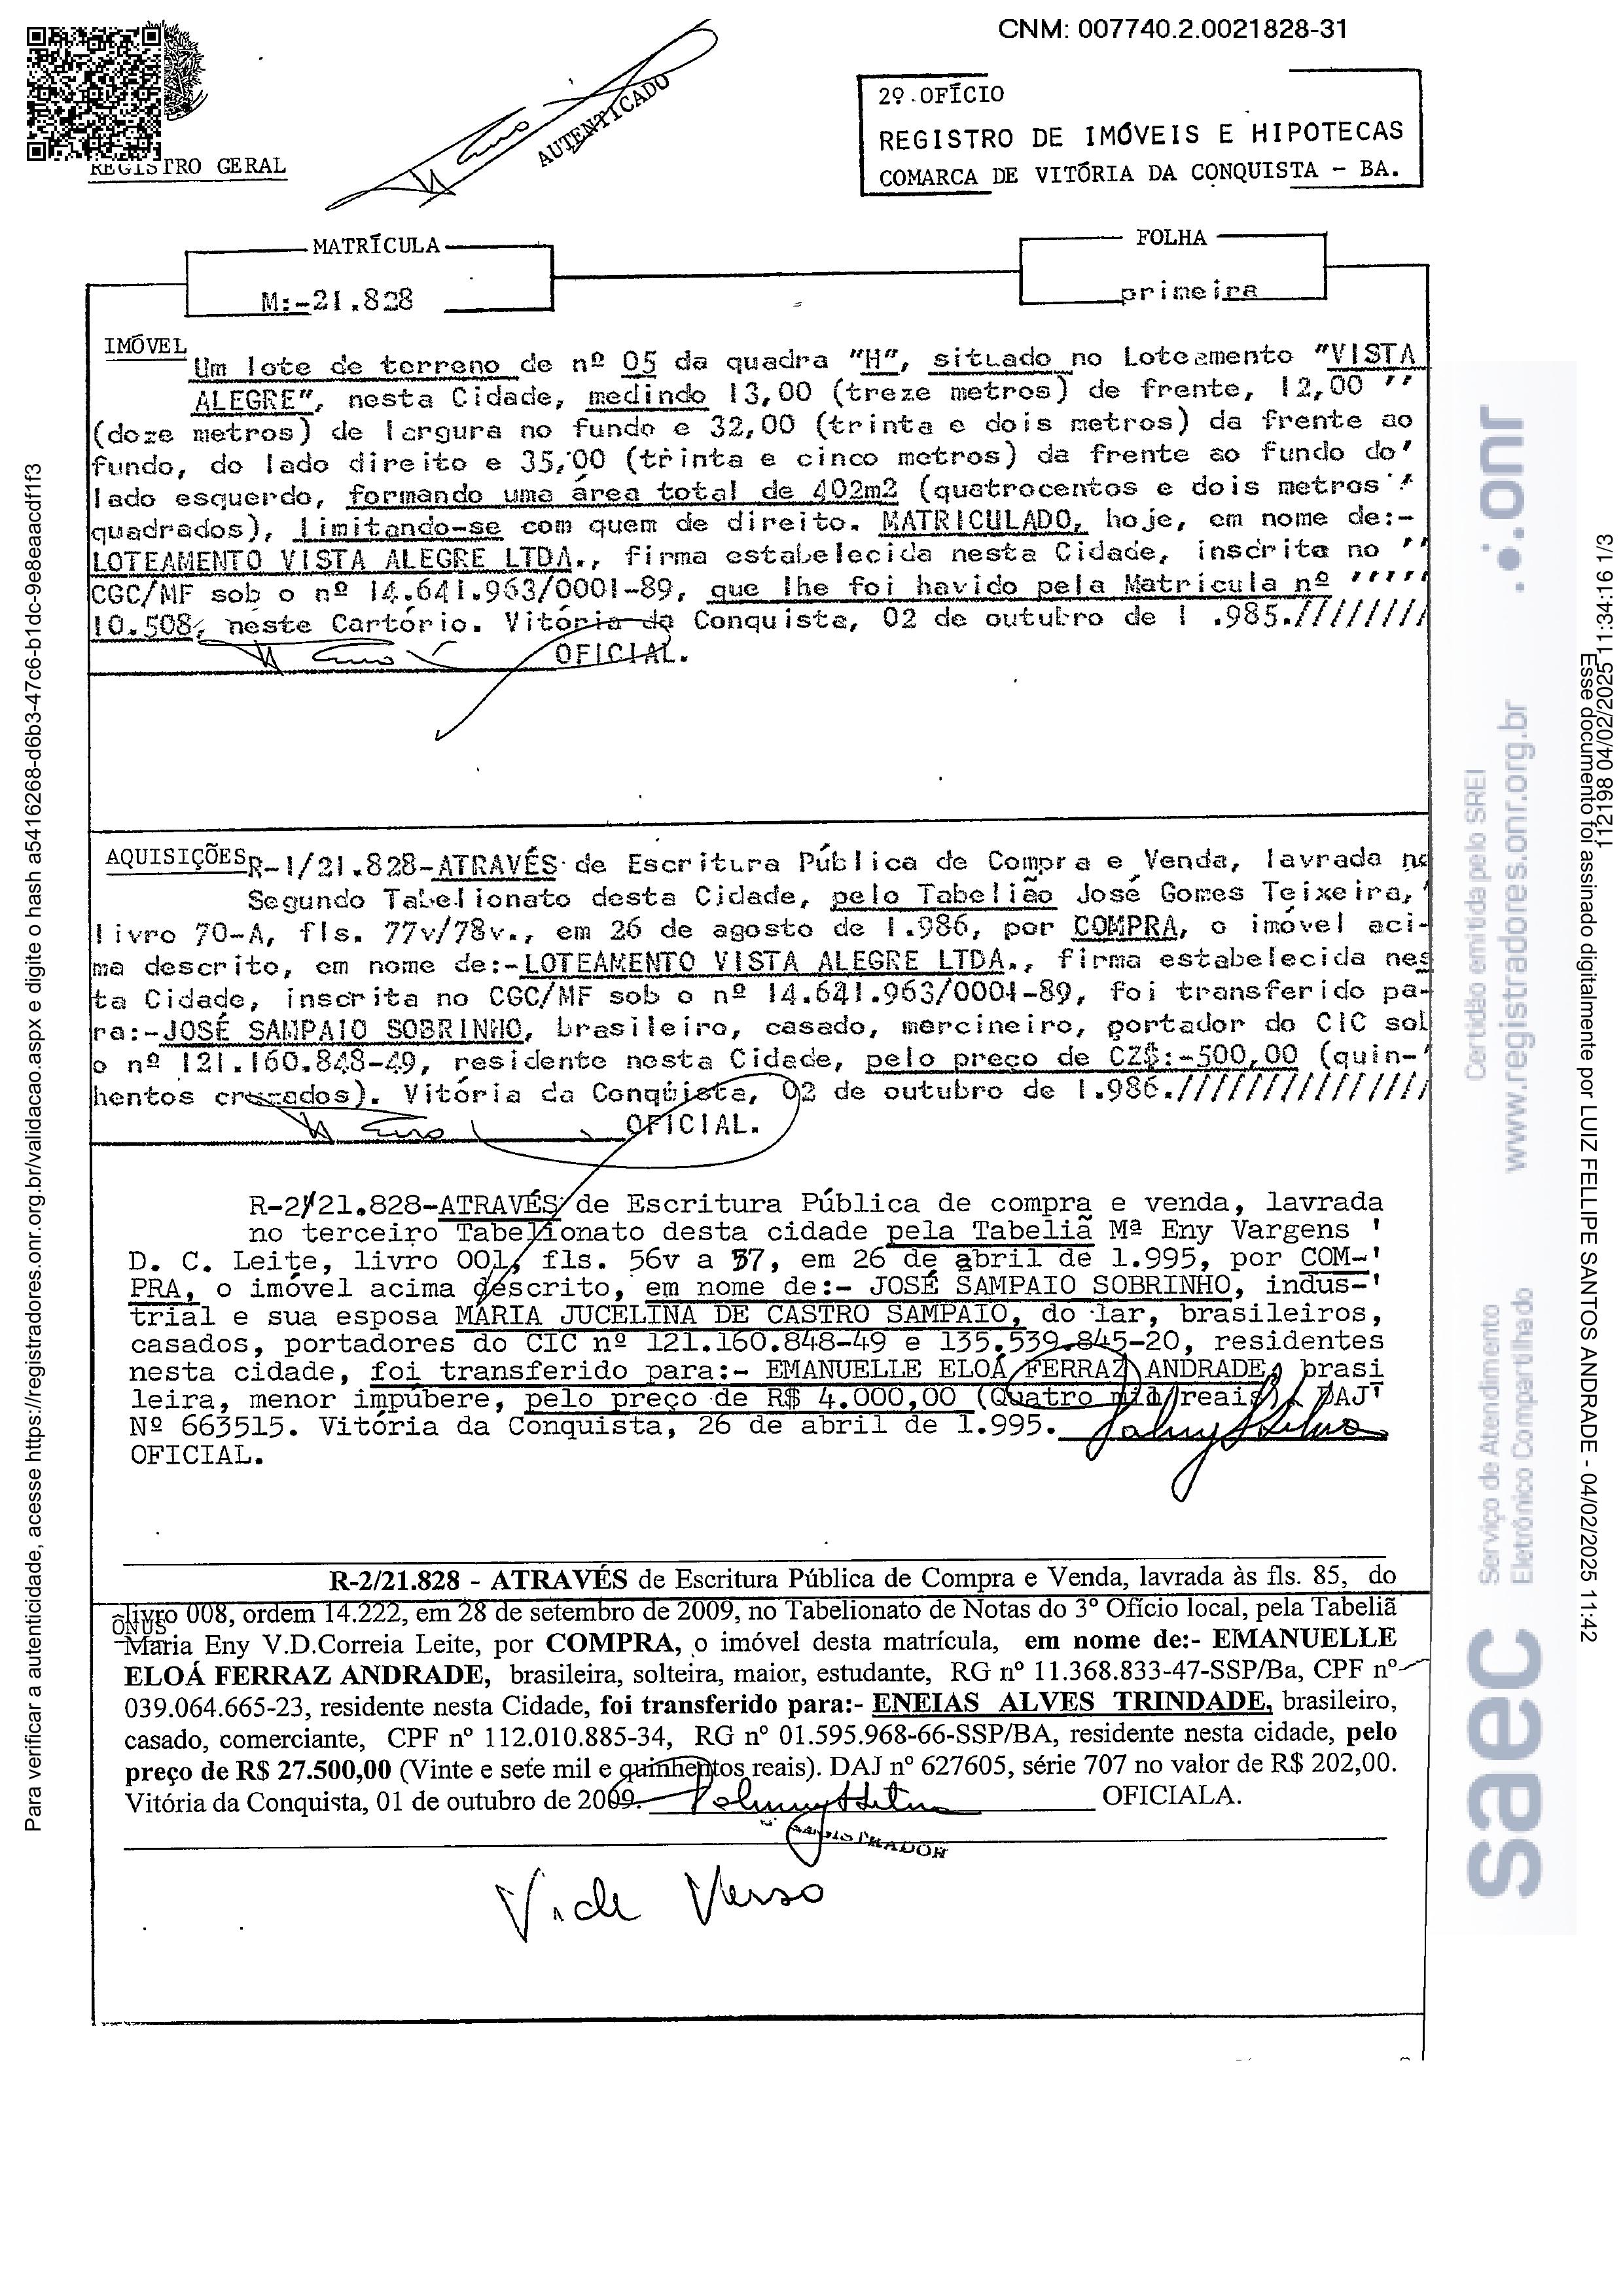 CNM: 007740.2.0021828-31
REGISTRO GERAL
AUTENTICADO
2º OFÍCIO
REGISTRO DE IMÓVEIS E HIPOTECAS
COMARCA DE VITÓRIA DA CONQUISTA - BA.
MATRÍCULA
M:-21.828
FOLHA
primeira
IMÓVEL
Um lote de terreno de nº 05 da quadra "H", situado no Loteamento "VISTA
ALEGRE", nesta Cidade, medindo 13,00 (treze metros) de frente, 12,00 ''
(doze metros) de largura no fundo e 32,00 (trinta e dois metros) da frente ao
fundo, do lado direito e 35,00 (trinta e cinco metros) da frente ao fundo do'
lado esquerdo, formando uma área total de 402m2 (quatrocentos e dois metros''
quadrados), limitando-se com quem de direito. MATRICULADO, hoje, em nome de:-
LOTEAMENTO VISTA ALEGRE LTDA., firma estabelecida nesta Cidade, inscrita no ''
CGC/MF sob o nº 14.641.963/0001-89, que lhe foi havido pela Matricula nº '''''
10.508, neste Cartório. Vitória da Conquista, 02 de outubro de 1.985.////////
OFICIAL.
AQUISIÇÕES
R-1/21.828-ATRAVÉS de Escritura Pública de Compra e Venda, lavrada no
Segundo Tabelionato desta Cidade, pelo Tabelião José Gomes Teixeira,'
livro 70-A, fls. 77v/78v., em 26 de agosto de 1.986, por COMPRA, o imóvel aci-
ma descrito, em nome de:-LOTEAMENTO VISTA ALEGRE LTDA., firma estabelecida nes
ta Cidade, inscrita no CGC/MF sob o nº 14.641.963/0001-89, foi transferido pa-
ra:-JOSÉ SAMPAIO SOBRINHO, brasileiro, casado, marcineiro, portador do CIC sob
o nº 121.160.848-49, residente nesta Cidade, pelo preço de CZ$:-500,00 (quin-'
hentos cruzados). Vitória da Conquista, 02 de outubro de 1.986.///////////////
OFICIAL.
R-2/21.828-ATRAVÉS de Escritura Pública de compra e venda, lavrada
no terceiro Tabelionato desta cidade pela Tabeliã Mª Eny Vargens '
D. C. Leite, livro 001, fls. 56v a 57, em 26 de abril de 1.995, por COM-'
PRA, o imóvel acima descrito, em nome de:- JOSÉ SAMPAIO SOBRINHO, indus-'
trial e sua esposa MARIA JUCELINA DE CASTRO SAMPAIO, do lar, brasileiros,
casados, portadores do CIC nº 121.160.848-49 e 135.539.845-20, residentes
nesta cidade, foi transferido para:- EMANUELLE ELOÁ FERRAZ ANDRADE, brasi
leira, menor impúbere, pelo preço de R$ 4.000,00 (Quatro mil reais). DAJ'
Nº 663515. Vitória da Conquista, 26 de abril de 1.995.
OFICIAL.
R-2/21.828 - ATRAVÉS de Escritura Pública de Compra e Venda, lavrada às fls. 85, do
ÔNUS
livro 008, ordem 14.222, em 28 de setembro de 2009, no Tabelionato de Notas do 3º Ofício local, pela Tabeliã
Maria Eny V.D.Correia Leite, por COMPRA, o imóvel desta matrícula, em nome de:- EMANUELLE
ELOÁ FERRAZ ANDRADE, brasileira, solteira, maior, estudante, RG nº 11.368.833-47-SSP/Ba, CPF nº
039.064.665-23, residente nesta Cidade, foi transferido para:- ENEIAS ALVES TRINDADE, brasileiro,
casado, comerciante, CPF nº 112.010.885-34, RG nº 01.595.968-66-SSP/BA, residente nesta cidade, pelo
preço de R$ 27.500,00 (Vinte e sete mil e quinhentos reais). DAJ nº 627605, série 707 no valor de R$ 202,00.
Vitória da Conquista, 01 de outubro de 2009. OFICIALA.
Vide Verso
Para verificar a autenticidade, acesse https://registradores.onr.org.br/validacao.aspx e digite o hash a5416268-d6b3-47c6-b1dc-9e8eaacdf1f3
.onr
Certidão emitida pelo SREI
www.registradores.onr.org.br
Serviço de Atendimento
Eletrônico Compartilhado
saec
112198 04/02/2025 11:34:16 1/3
Esse documento foi assinado digitalmente por LUIZ FELLIPE SANTOS ANDRADE - 04/02/2025 11:42